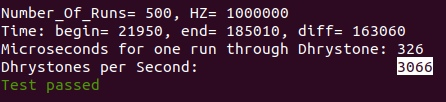 Number_Of_Runs= 500, HZ= 1000000
Time: begin= 21950, end= 185010, diff= 163060
Microseconds for one run through Dhrystone: 326
Dhrystones per Second: 3066
Test passed